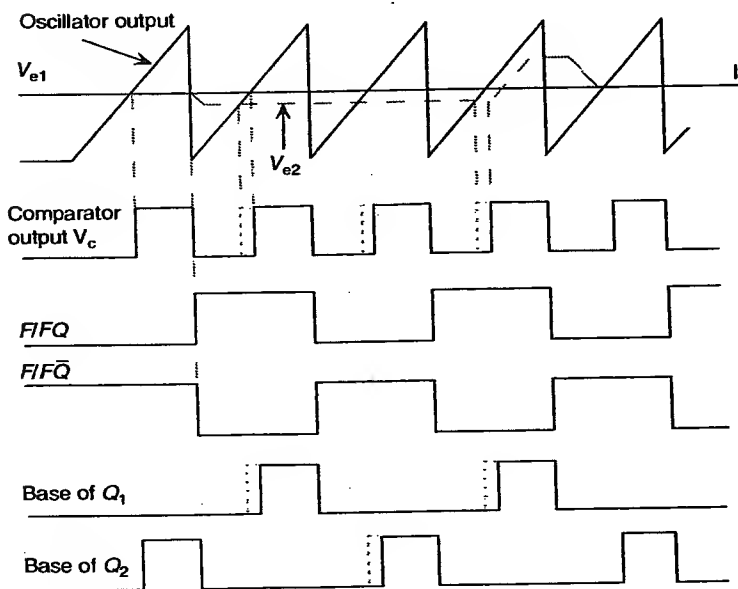 Oscillator output
V_e1
b
V_e2
Comparator
output V_c
F/FQ
F/FQ̅
Base of Q_1
Base of Q_2